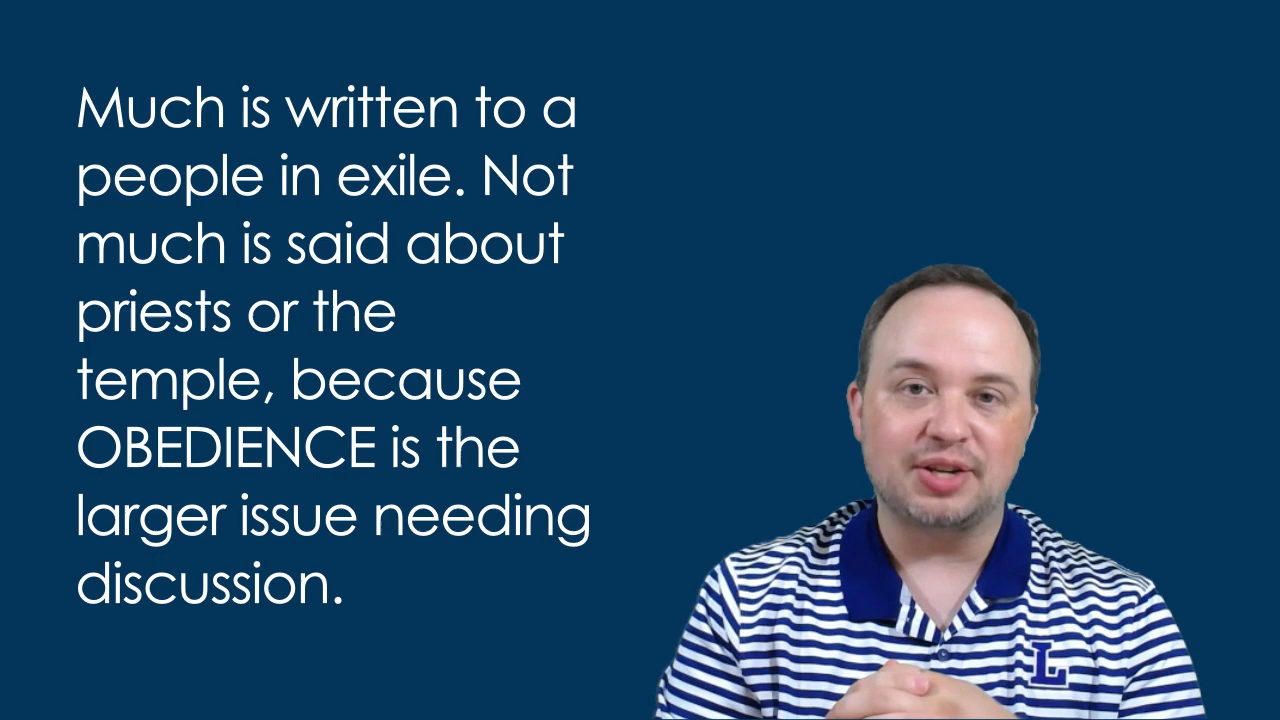 Much is written to a
people in exile. Not
much is said about
priests or the
temple, because
OBEDIENCE is the
larger issue needing
discussion.
L